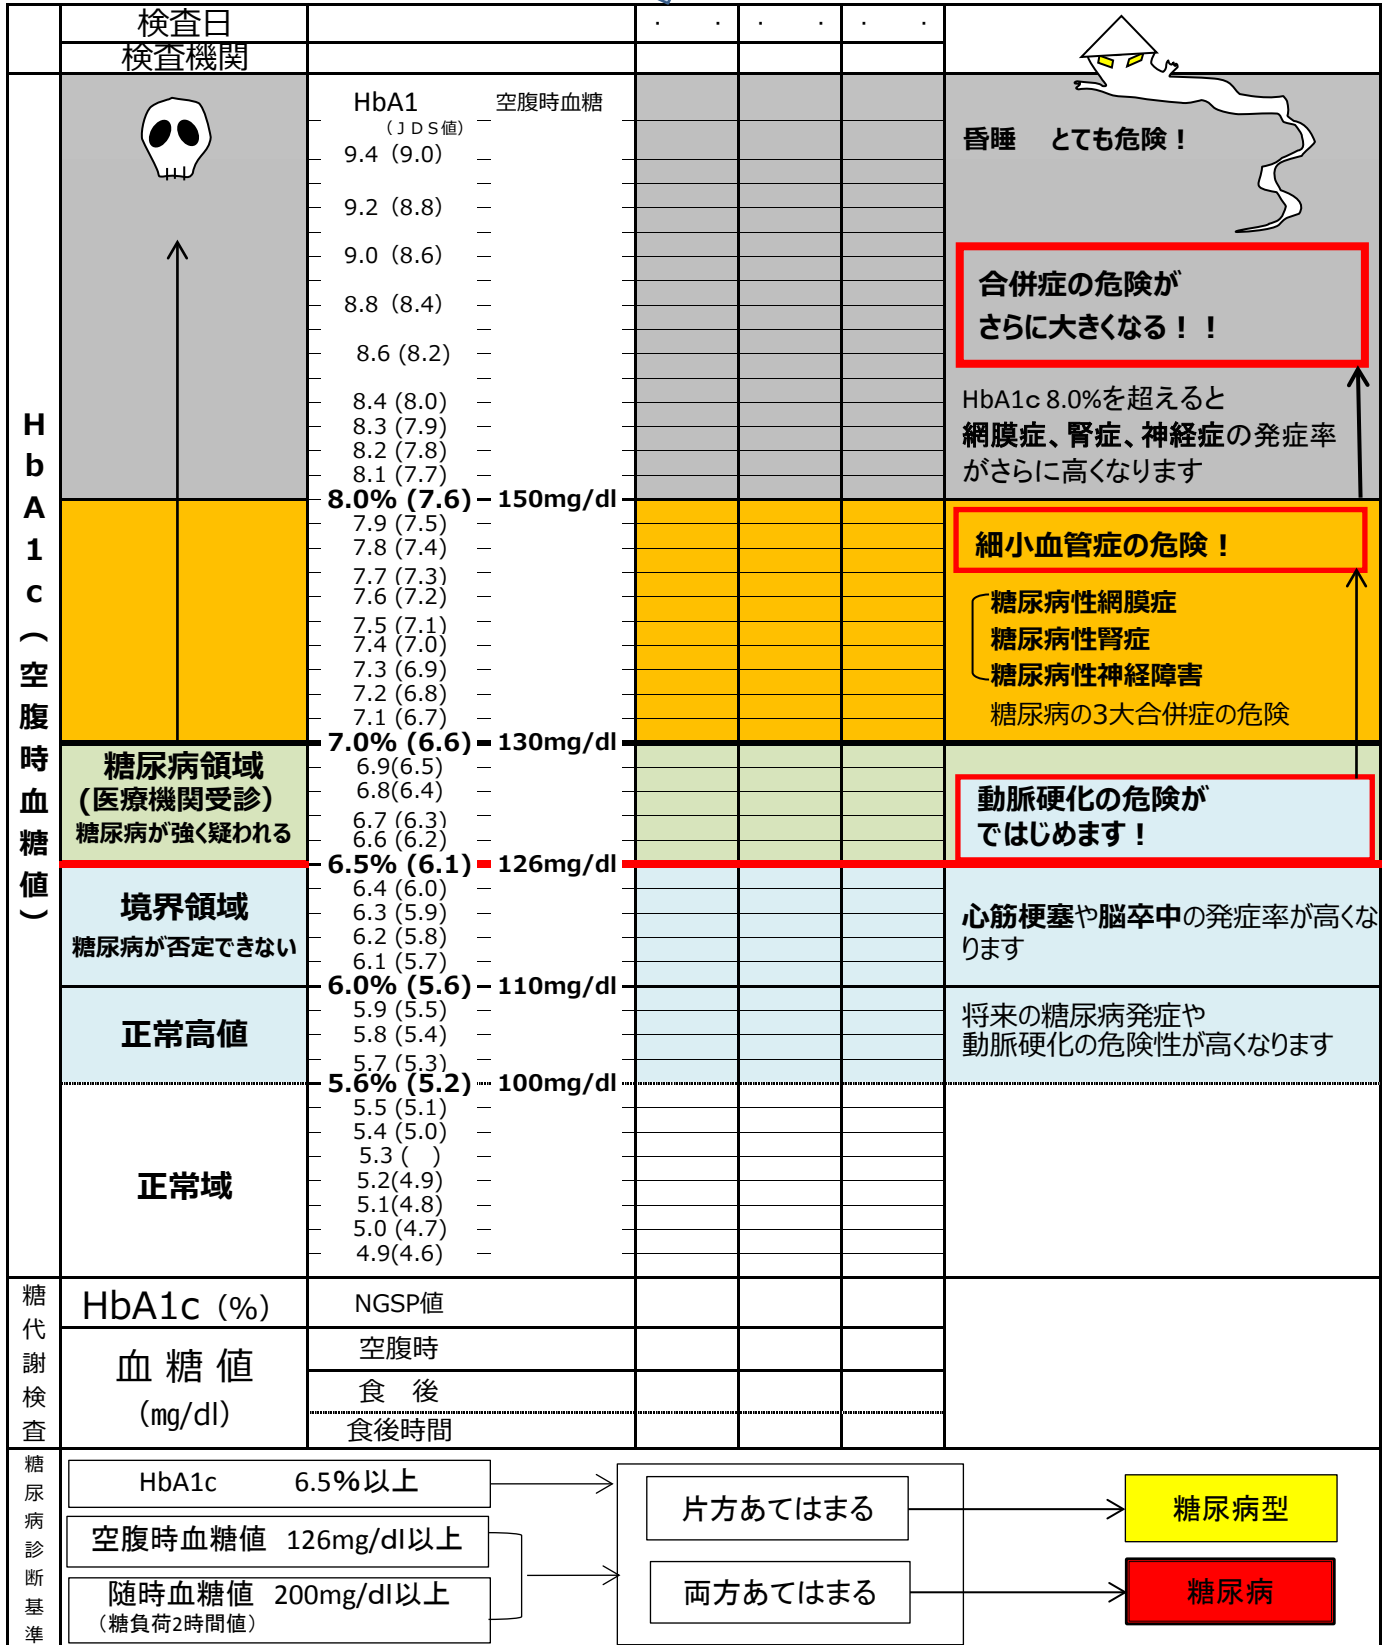 検査日
検査機関
・　・　・　・　・　・
HbA1c（空腹時血糖値）
HbA1　空腹時血糖
（ＪＤＳ値）
9.4（9.0）
9.2（8.8）
9.0（8.6）
8.8（8.4）
8.6 (8.2)
8.4 (8.0)
8.3 (7.9)
8.2 (7.8)
8.1 (7.7)
8.0% (7.6) 150mg/dl
7.9 (7.5)
7.8 (7.4)
7.7 (7.3)
7.6 (7.2)
7.5 (7.1)
7.4 (7.0)
7.3 (6.9)
7.2 (6.8)
7.1 (6.7)
7.0% (6.6) 130mg/dl
6.9(6.5)
6.8(6.4)
6.7 (6.3)
6.6 (6.2)
6.5% (6.1) 126mg/dl
6.4 (6.0)
6.3 (5.9)
6.2 (5.8)
6.1 (5.7)
6.0% (5.6) 110mg/dl
5.9 (5.5)
5.8 (5.4)
5.7 (5.3)
5.6% (5.2) 100mg/dl
5.5 (5.1)
5.4 (5.0)
5.3 (　)
5.2(4.9)
5.1(4.8)
5.0 (4.7)
4.9(4.6)
糖尿病領域
(医療機関受診）
糖尿病が強く疑われる
境界領域
糖尿病が否定できない
正常高値
正常域
昏睡　とても危険！
合併症の危険が
さらに大きくなる！！
HbA1c 8.0%を超えると
網膜症、腎症、神経症の発症率
がさらに高くなります
細小血管症の危険！
糖尿病性網膜症
糖尿病性腎症
糖尿病性神経障害
糖尿病の3大合併症の危険
動脈硬化の危険が
ではじめます！
心筋梗塞や脳卒中の発症率が高くな
ります
将来の糖尿病発症や
動脈硬化の危険性が高くなります
糖代謝検査
HbA1c（%）　NGSP値
血 糖 値
（㎎/dl）
空腹時
食　後
食後時間
糖尿病診断基準
HbA1c　6.5%以上
空腹時血糖値　126mg/dl以上
随時血糖値　200mg/dl以上
（糖負荷2時間値）
片方あてはまる
両方あてはまる
糖尿病型
糖尿病